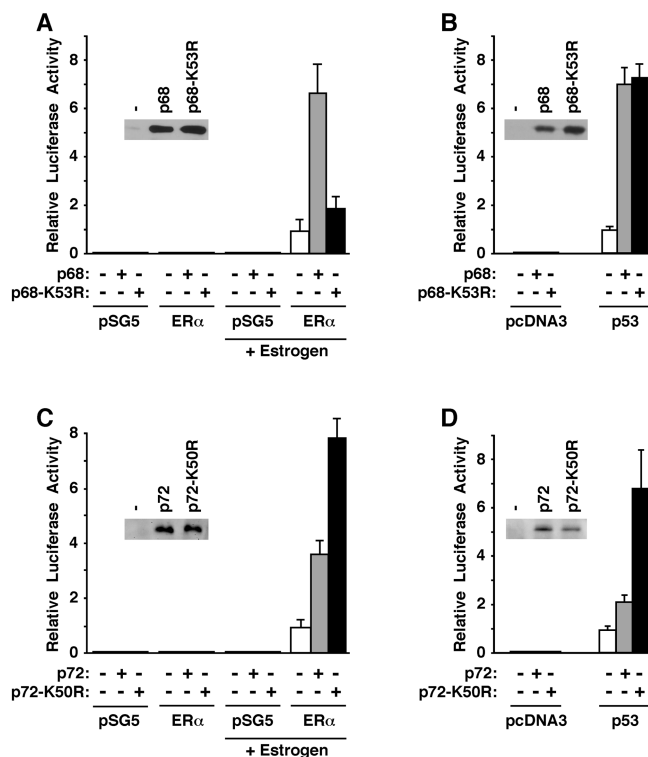 A
Relative Luciferase Activity
8
6
4
2
0
-
p68
p68-K53R
p68: - + - - + - - + - - + -
p68-K53R: - - + - - + - - + - - +
pSG5 ERα pSG5 ERα
+ Estrogen
B
Relative Luciferase Activity
8
6
4
2
0
-
p68
p68-K53R
p68: - + - - + -
p68-K53R: - - + - - +
pcDNA3 p53
C
Relative Luciferase Activity
8
6
4
2
0
-
p72
p72-K50R
p72: - + - - + - - + - - + -
p72-K50R: - - + - - + - - + - - +
pSG5 ERα pSG5 ERα
+ Estrogen
D
Relative Luciferase Activity
8
6
4
2
0
-
p72
p72-K50R
p72: - + - - + -
p72-K50R: - - + - - +
pcDNA3 p53